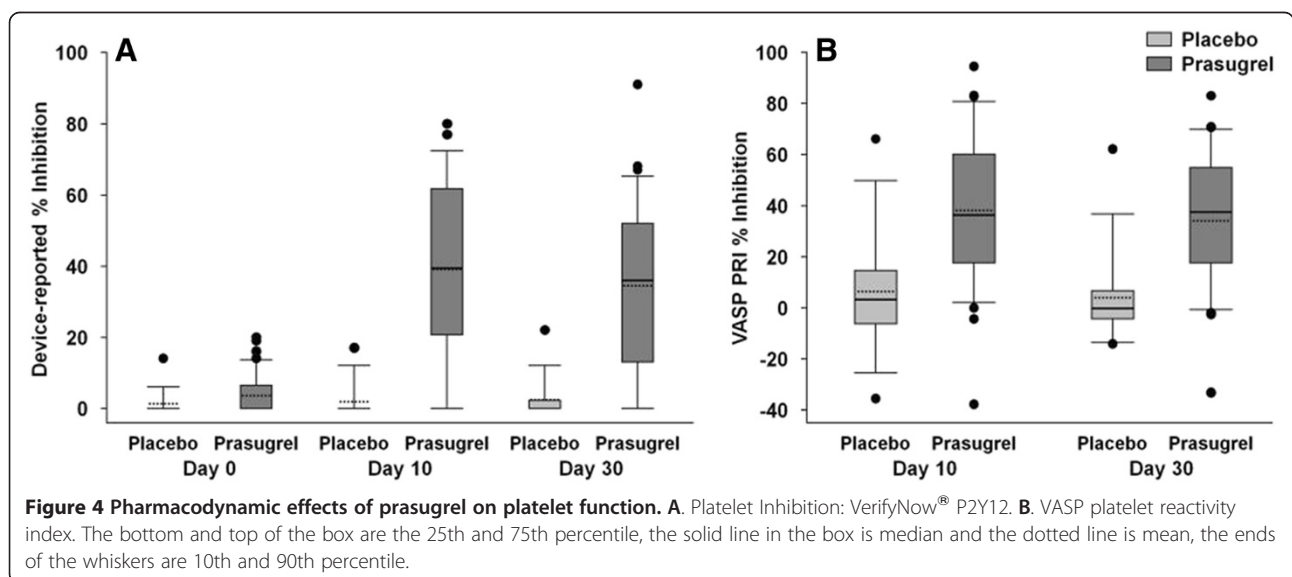 A
Device-reported % Inhibition
100
80
60
40
20
0
Placebo Prasugrel Placebo Prasugrel Placebo Prasugrel
Day 0 Day 10 Day 30
B
Placebo
Prasugrel
VASP PRI % Inhibition
100
80
60
40
20
0
-20
-40
Placebo Prasugrel Placebo Prasugrel
Day 10 Day 30
Figure 4 Pharmacodynamic effects of prasugrel on platelet function. A. Platelet Inhibition: VerifyNow® P2Y12. B. VASP platelet reactivity
index. The bottom and top of the box are the 25th and 75th percentile, the solid line in the box is median and the dotted line is mean, the ends
of the whiskers are 10th and 90th percentile.